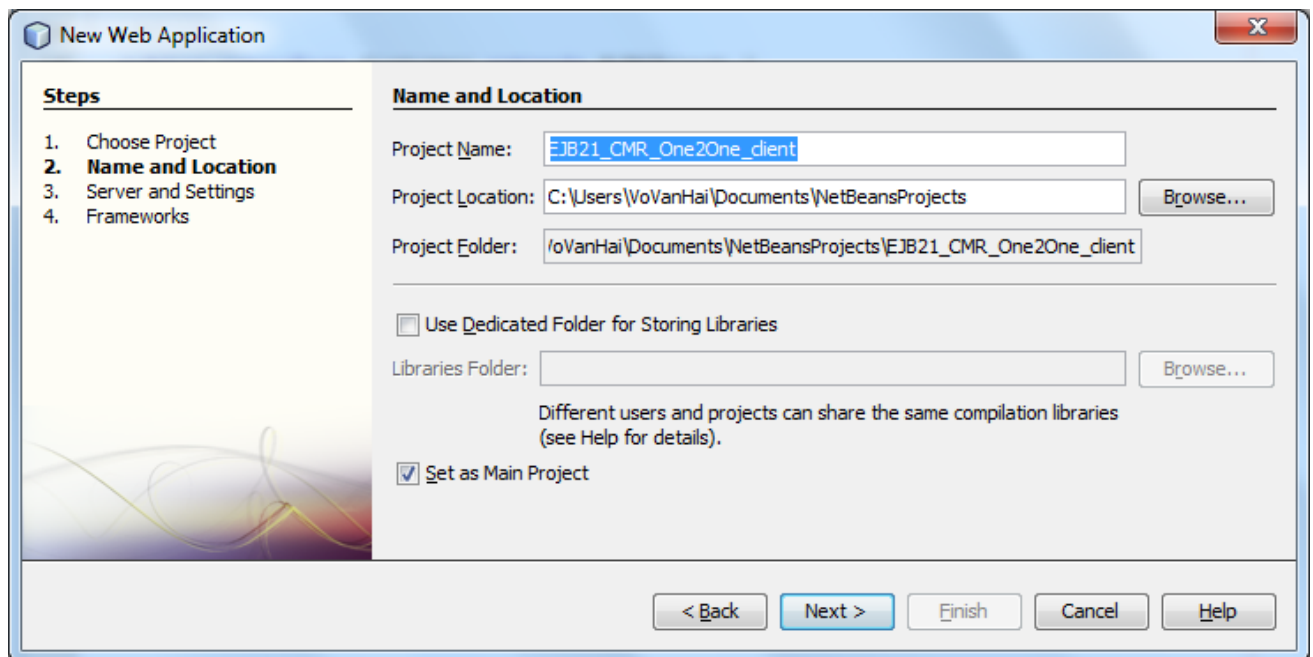 New Web Application
Steps
1. Choose Project
2. Name and Location
3. Server and Settings
4. Frameworks
Name and Location
Project Name: EJB21_CMR_One2One_client
Project Location: C:\Users\VoVanHai\Documents\NetBeansProjects Browse...
Project Folder: /oVanHai\Documents\NetBeansProjects\EJB21_CMR_One2One_client
Use Dedicated Folder for Storing Libraries
Libraries Folder: Browse...
Different users and projects can share the same compilation libraries
(see Help for details).
Set as Main Project
< Back Next > Finish Cancel Help